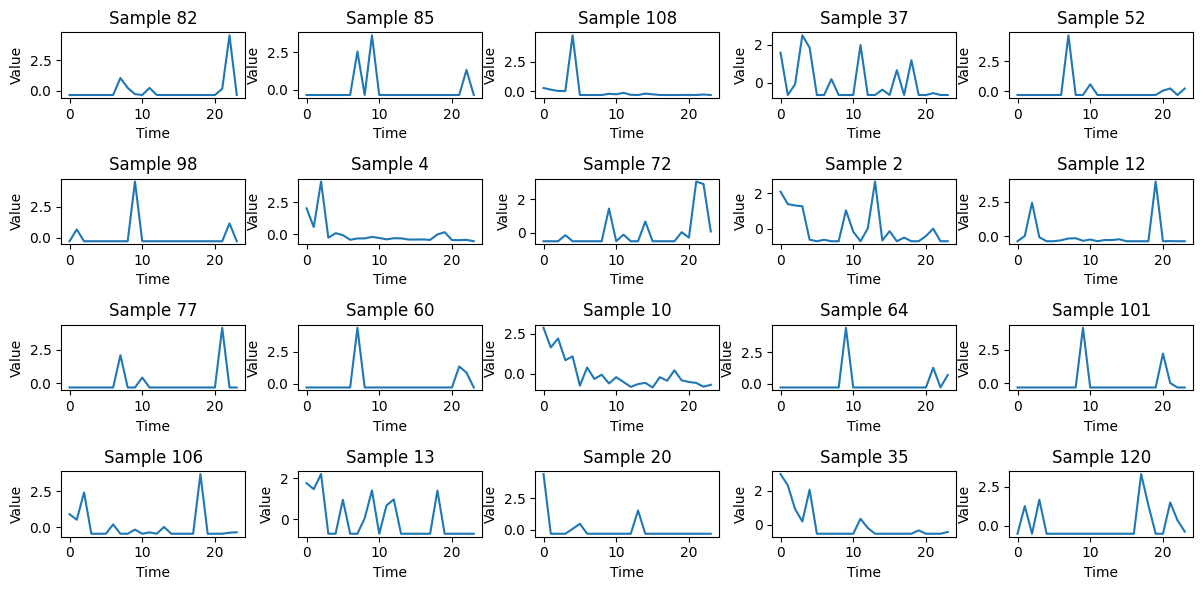 Sample 82 Sample 85 Sample 108 Sample 37 Sample 52
Value 2.5 0.0 Value 2.5 0.0 Value 2.5 0.0 Value 2 0 Value 2.5 0.0
0 10 20 0 10 20 0 10 20 0 10 20 0 10 20
Time Time Time Time Time
Sample 98 Sample 4 Sample 72 Sample 2 Sample 12
Value 2.5 0.0 Value 2.5 0.0 Value 2 0 Value 2 0 Value 2.5 0.0
0 10 20 0 10 20 0 10 20 0 10 20 0 10 20
Time Time Time Time Time
Sample 77 Sample 60 Sample 10 Sample 64 Sample 101
Value 2.5 0.0 Value 2.5 0.0 Value 2.5 0.0 Value 2.5 0.0 Value 2.5 0.0
0 10 20 0 10 20 0 10 20 0 10 20 0 10 20
Time Time Time Time Time
Sample 106 Sample 13 Sample 20 Sample 35 Sample 120
Value 2.5 0.0 Value 2 0 Value 2.5 0.0 Value 2 0 Value 2.5 0.0
0 10 20 0 10 20 0 10 20 0 10 20 0 10 20
Time Time Time Time Time